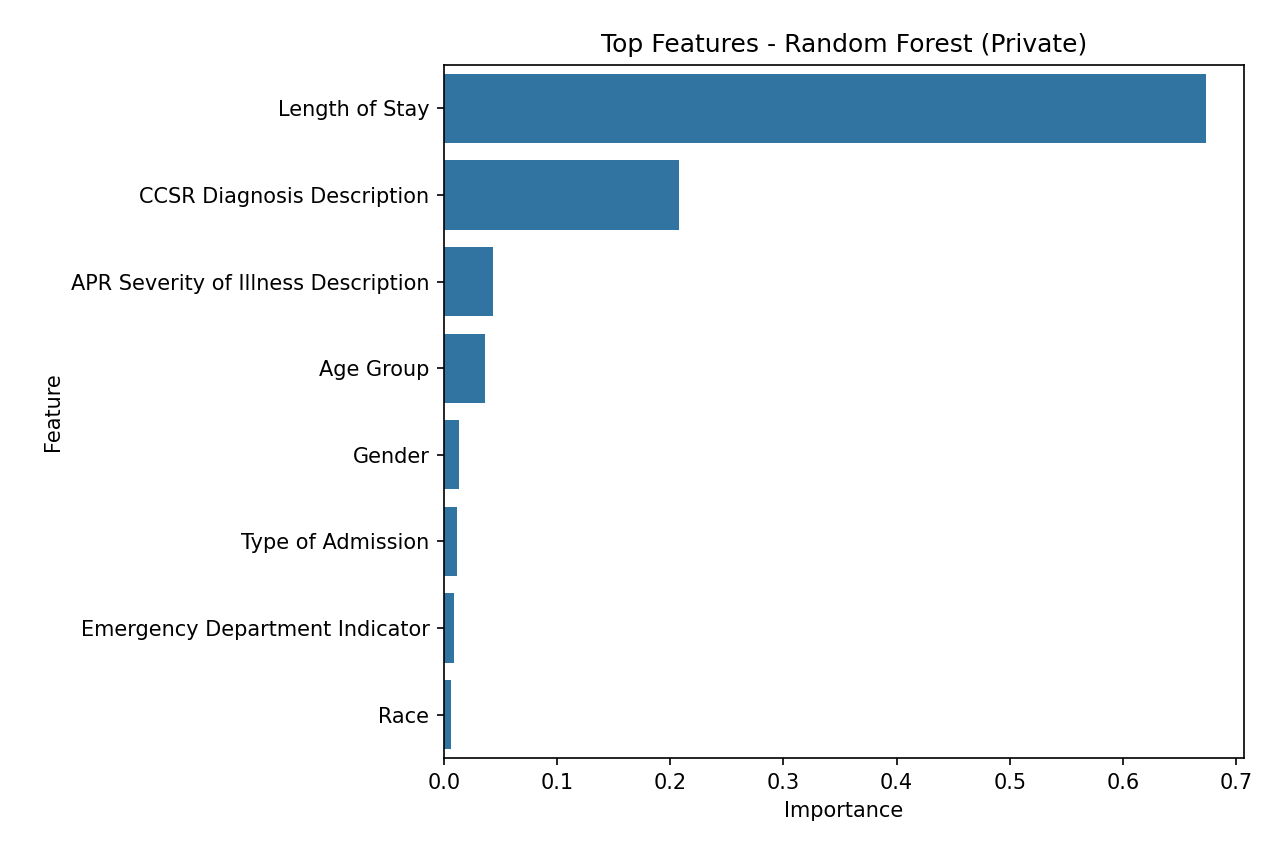 Top Features - Random Forest (Private)
Length of Stay
CCSR Diagnosis Description
APR Severity of Illness Description
Age Group
Gender
Type of Admission
Emergency Department Indicator
Race
Feature
0.0 0.1 0.2 0.3 0.4 0.5 0.6 0.7
Importance